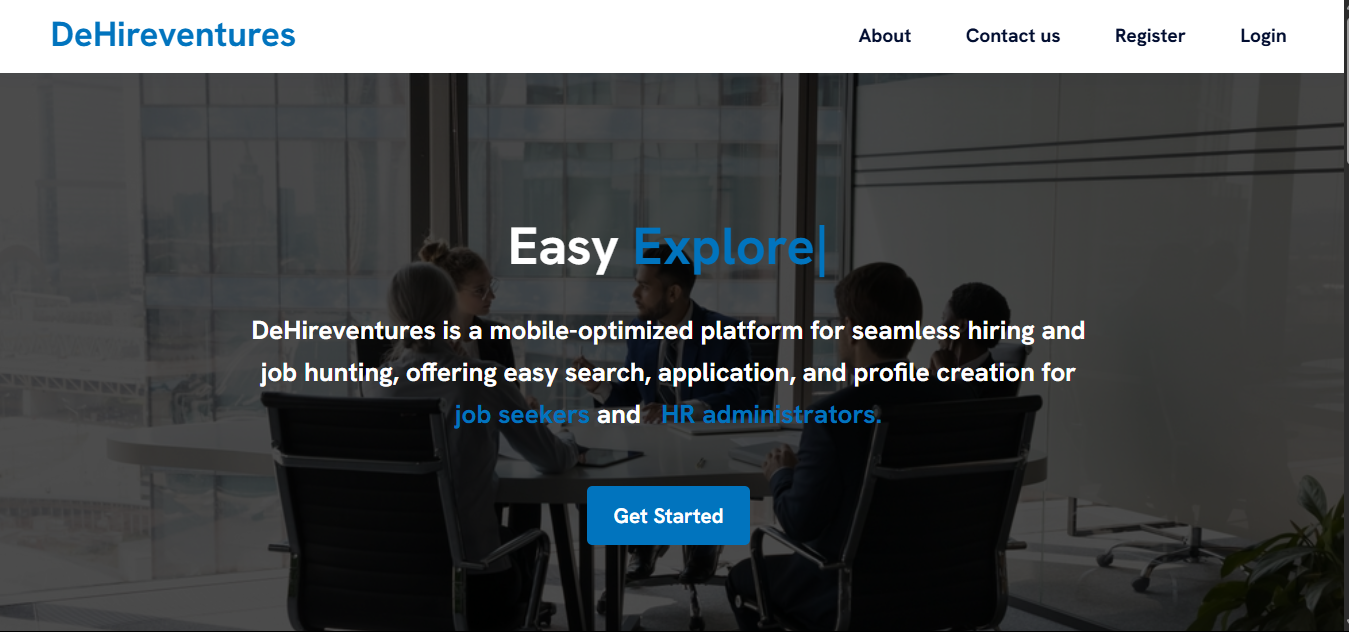 DeHireventures
About Contact us Register Login
Easy Explore|
DeHireventures is a mobile-optimized platform for seamless hiring and
job hunting, offering easy search, application, and profile creation for
job seekers and HR administrators.
Get Started